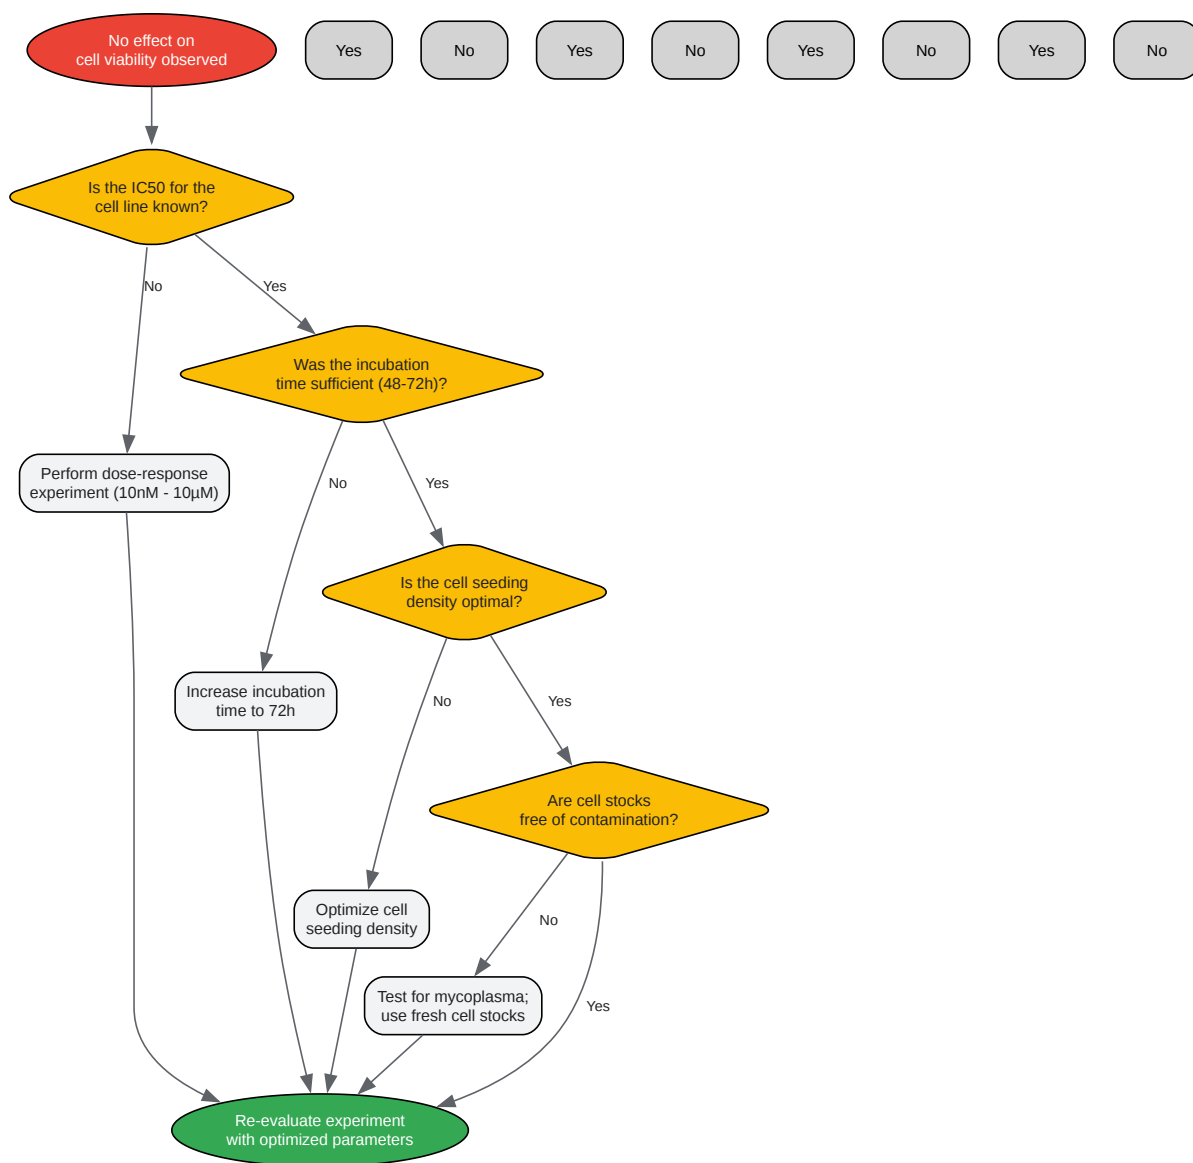 No effect on
cell viability observed
Yes
No
Yes
No
Yes
No
Yes
No
Is the IC50 for the
cell line known?
No
Yes
Was the incubation
time sufficient (48-72h)?
Perform dose-response
experiment (10nM - 10µM)
No
Yes
Is the cell seeding
density optimal?
Increase incubation
time to 72h
No
Yes
Are cell stocks
free of contamination?
Optimize cell
seeding density
No
Test for mycoplasma;
use fresh cell stocks
Yes
Re-evaluate experiment
with optimized parameters